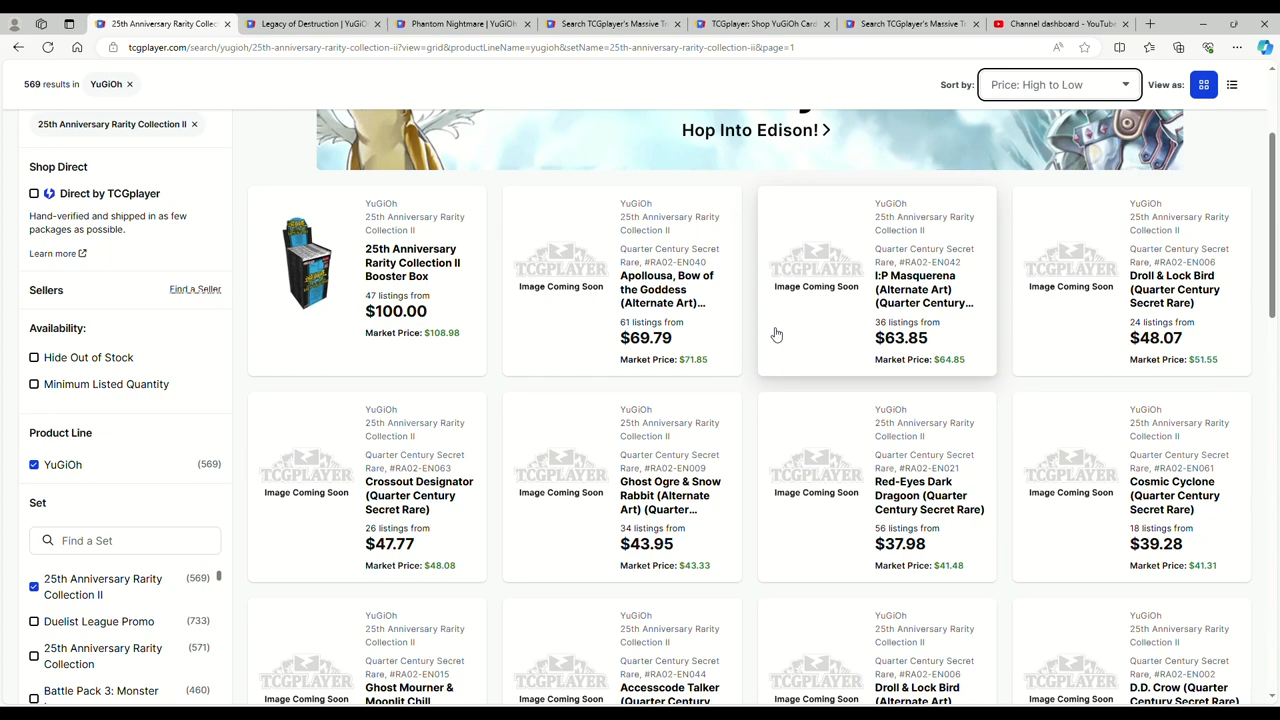 25th Anniversary Rarity Collec
Legacy of Destruction | YuGiO
Phantom Nightmare | YuGiOh
Search TCGplayer's Massive Tr
TCGplayer: Shop YuGiOh Card
Search TCGplayer's Massive Tr
Channel dashboard - YouTube
tcgplayer.com/search/yugioh/25th-anniversary-rarity-collection-ii?view=grid&productLineName=yugioh&setName=25th-anniversary-rarity-collection-ii&page=1
569 results in YuGiOh ×
Sort by: Price: High to Low View as:
25th Anniversary Rarity Collection II ×
Hop Into Edison!
Shop Direct
Direct by TCGplayer
Hand-verified and shipped in as few
packages as possible.
Learn more
Sellers Find a Seller
Availability:
Hide Out of Stock
Minimum Listed Quantity
Product Line
YuGiOh (569)
Set
Find a Set
25th Anniversary Rarity (569)
Collection II
Duelist League Promo (733)
25th Anniversary Rarity (571)
Collection
Battle Pack 3: Monster (460)
YuGiOh
25th Anniversary Rarity
Collection II
25th Anniversary
Rarity Collection II
Booster Box
47 listings from
$100.00
Market Price: $108.98
TCGPLAYER
Image Coming Soon
YuGiOh
25th Anniversary Rarity
Collection II
Quarter Century Secret
Rare, #RA02-EN040
Apollousa, Bow of
the Goddess
(Alternate Art)...
61 listings from
$69.79
Market Price: $71.85
TCGPLAYER
Image Coming Soon
YuGiOh
25th Anniversary Rarity
Collection II
Quarter Century Secret
Rare, #RA02-EN042
I:P Masquerena
(Alternate Art)
(Quarter Century...
36 listings from
$63.85
Market Price: $64.85
TCGPLAYER
Image Coming Soon
YuGiOh
25th Anniversary Rarity
Collection II
Quarter Century Secret
Rare, #RA02-EN006
Droll & Lock Bird
(Quarter Century
Secret Rare)
24 listings from
$48.07
Market Price: $51.55
TCGPLAYER
Image Coming Soon
YuGiOh
25th Anniversary Rarity
Collection II
Quarter Century Secret
Rare, #RA02-EN063
Crossout Designator
(Quarter Century
Secret Rare)
26 listings from
$47.77
Market Price: $48.08
TCGPLAYER
Image Coming Soon
YuGiOh
25th Anniversary Rarity
Collection II
Quarter Century Secret
Rare, #RA02-EN009
Ghost Ogre & Snow
Rabbit (Alternate
Art) (Quarter...
34 listings from
$43.95
Market Price: $43.33
TCGPLAYER
Image Coming Soon
YuGiOh
25th Anniversary Rarity
Collection II
Quarter Century Secret
Rare, #RA02-EN021
Red-Eyes Dark
Dragoon (Quarter
Century Secret Rare)
56 listings from
$37.98
Market Price: $41.48
TCGPLAYER
Image Coming Soon
YuGiOh
25th Anniversary Rarity
Collection II
Quarter Century Secret
Rare, #RA02-EN061
Cosmic Cyclone
(Quarter Century
Secret Rare)
18 listings from
$39.28
Market Price: $41.31
TCGPLAYER
Image Coming Soon
YuGiOh
25th Anniversary Rarity
Collection II
Quarter Century Secret
Rare, #RA02-EN015
Ghost Mourner &
Moonlit Chill
TCGPLAYER
Image Coming Soon
YuGiOh
25th Anniversary Rarity
Collection II
Quarter Century Secret
Rare, #RA02-EN044
Accesscode Talker
(Quarter Century
TCGPLAYER
Image Coming Soon
YuGiOh
25th Anniversary Rarity
Collection II
Quarter Century Secret
Rare, #RA02-EN006
Droll & Lock Bird
(Alternate Art)
TCGPLAYER
Image Coming Soon
YuGiOh
25th Anniversary Rarity
Collection II
Quarter Century Secret
Rare, #RA02-EN002
D.D. Crow (Quarter
Century Secret Rare)